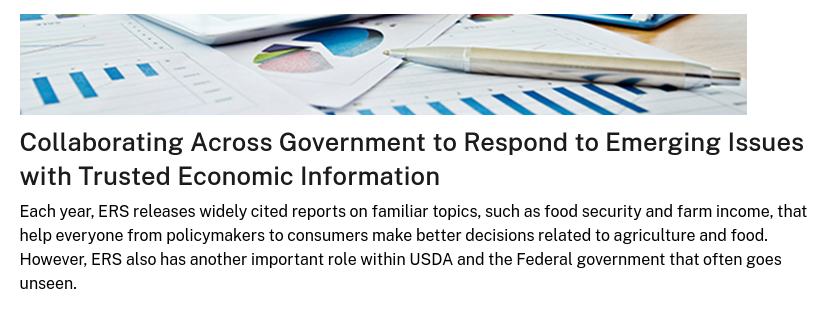 Collaborating Across Government to Respond to Emerging Issues
with Trusted Economic Information
Each year, ERS releases widely cited reports on familiar topics, such as food security and farm income, that
help everyone from policymakers to consumers make better decisions related to agriculture and food.
However, ERS also has another important role within USDA and the Federal government that often goes
unseen.